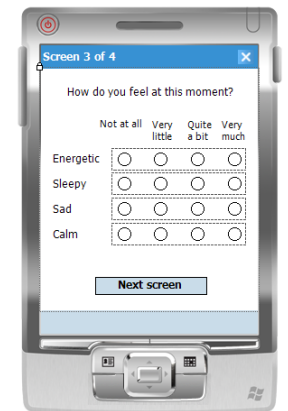 Screen 3 of 4
How do you feel at this moment?
Not at all Very little Quite a bit Very much
Energetic
Sleepy
Sad
Calm
Next screen